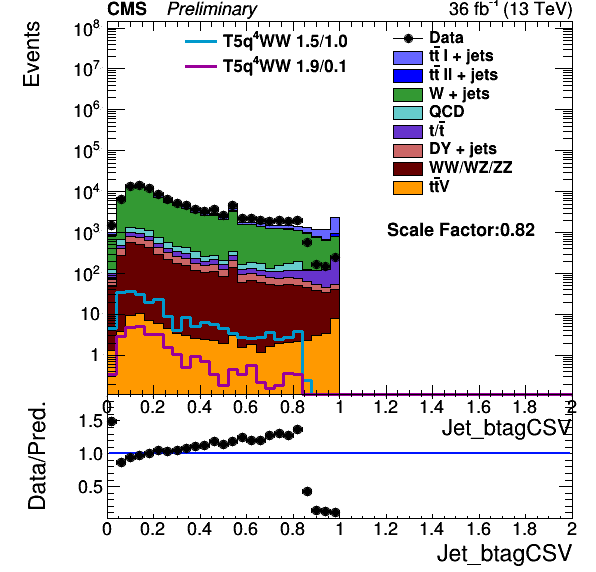 CMS Preliminary 36 fb⁻¹ (13 TeV)
Events
10⁸
10⁷
10⁶
10⁵
10⁴
10³
10²
10
1
T5q⁴WW 1.5/1.0
T5q⁴WW 1.9/0.1
Data
tt̄ l + jets
tt̄ ll + jets
W + jets
QCD
t/t̄
DY + jets
WW/WZ/ZZ
tt̄V
Scale Factor:0.82
0 0.2 0.4 0.6 0.8 1 1.2 1.4 1.6 1.8 2
Jet_btagCSV
Data/Pred.
1.5
1.0
0.5
0 0.2 0.4 0.6 0.8 1 1.2 1.4 1.6 1.8 2
Jet_btagCSV